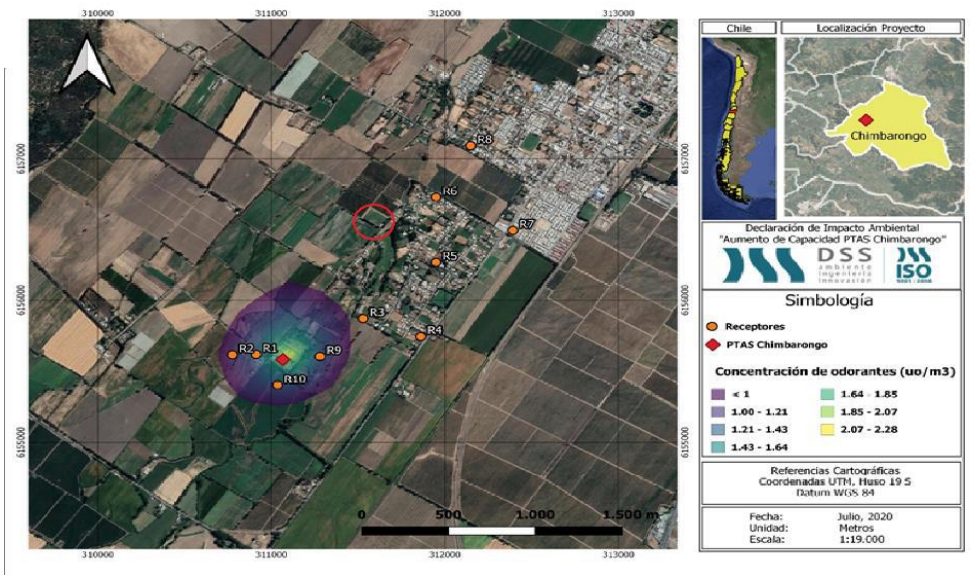 310000
311000
312000
313000
6157000
6156000
6155000
R8
R6
R7
R5
R3
R4
R2
R1
R9
R10
0
500
1.000
1.500 m
310000
311000
312000
313000
6157000
6156000
6155000
Chile
Localización Proyecto
Chimbarongo
Declaración de Impacto Ambiental
"Aumento de Capacidad PTAS Chimbarongo"
DSS
ambiente
ingeniería
innovación
ISO
Simbología
Receptores
PTAS Chimbarongo
Concentración de odorantes (uo/m3)
< 1
1.00 - 1.21
1.21 - 1.43
1.43 - 1.64
1.64 - 1.85
1.85 - 2.07
2.07 - 2.28
Referencias Cartográficas
Coordenadas UTM, Huso 19 S
Datum WGS 84
Fecha: Julio, 2020
Unidad: Metros
Escala: 1:19.000